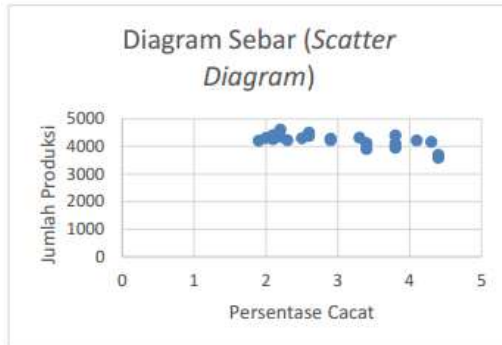 Diagram Sebar (Scatter
Diagram)
Jumlah Produksi
5000
4000
3000
2000
1000
0
0 1 2 3 4 5
Persentase Cacat